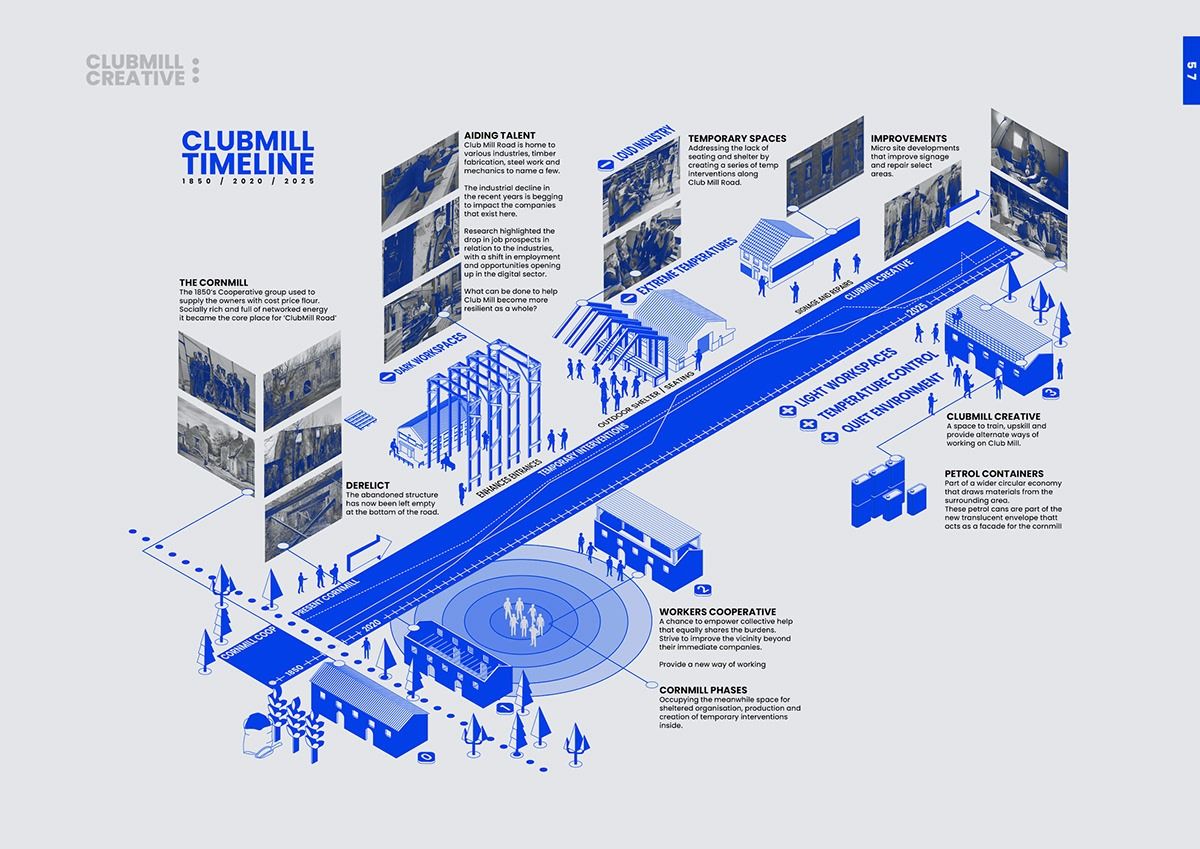 CLUBMILL
CREATIVE
5 7
CLUBMILL
TIMELINE
1850 / 2020 / 2025
AIDING TALENT
Club Mill Road is home to
various industries, timber
fabrication, steel work and
mechanics to name a few.
The industrial decline in
the recent years is begging
to impact the companies
that exist here.
Research highlighted the
drop in job prospects in
relation to the industries,
with a shift in employment
and opportunities opening
up in the digital sector.
What can be done to help
Club Mill become more
resilient as a whole?
LOUD INDUSTRY
TEMPORARY SPACES
Addressing the lack of
seating and shelter by
creating a series of temp
interventions along
Club Mill Road.
IMPROVEMENTS
Micro site developments
that improve signage
and repair select
areas.
THE CORNMILL
The 1850's Cooperative group used to
supply the owners with cost price flour.
Socially rich and full of networked energy
it became the core place for 'ClubMill Road'
EXTREME TEMPERATURES
DARK WORKSPACES
SIGNAGE AND REPAIRS
CLUBMILL CREATIVE
2025
OUTDOOR SHELTER / SEATING
TEMPORARY INTERVENTIONS
ENHANCES ENTRANCES
LIGHT WORKSPACES
TEMPERATURE CONTROL
QUIET ENVIRONMENT
3
CLUBMILL CREATIVE
A space to train, upskill and
provide alternate ways of
working on Club Mill.
PETROL CONTAINERS
Part of a wider circular economy
that draws materials from the
surrounding area.
These petrol cans are part of the
new translucent envelope thatt
acts as a facade for the cornmill
DERELICT
The abandoned structure
has now been left empty
at the bottom of the road.
PRESENT CORNMILL
2020
CORNMILL COOP
1850
2
WORKERS COOPERATIVE
A chance to empower collective help
that equally shares the burdens.
Strive to improve the vicinity beyond
their immediate companies.
Provide a new way of working
CORNMILL PHASES
Occupying the meanwhile space for
sheltered organisation, production and
creation of temporary interventions
inside.
1
0